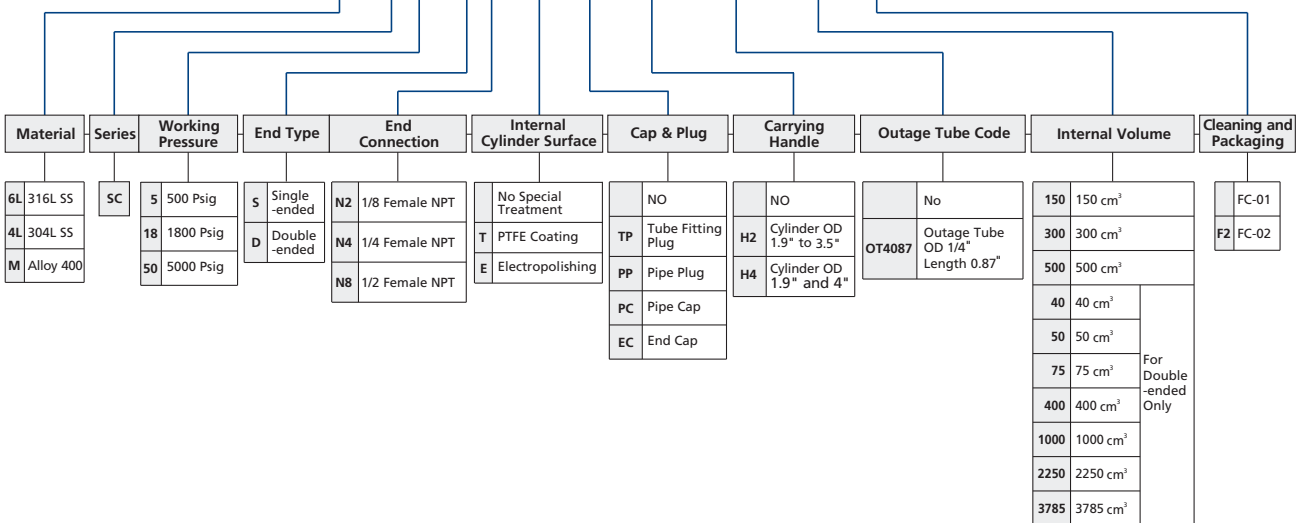 Material
Series
Working
Pressure
End Type
End
Connection
Internal
Cylinder Surface
Cap & Plug
Carrying
Handle
Outage Tube Code
Internal Volume
Cleaning and
Packaging
6L 316L SS
4L 304L SS
M Alloy 400
SC
5 500 Psig
18 1800 Psig
50 5000 Psig
S Single
-ended
D Double
-ended
N2 1/8 Female NPT
N4 1/4 Female NPT
N8 1/2 Female NPT
No Special
Treatment
T PTFE Coating
E Electropolishing
NO
TP Tube Fitting
Plug
PP Pipe Plug
PC Pipe Cap
EC End Cap
NO
H2 Cylinder OD
1.9" to 3.5"
H4 Cylinder OD
1.9" and 4"
No
OT4087 Outage Tube
OD 1/4"
Length 0.87"
150 150 cm³
300 300 cm³
500 500 cm³
40 40 cm³
50 50 cm³
75 75 cm³
400 400 cm³
1000 1000 cm³
2250 2250 cm³
3785 3785 cm³
For
Double
-ended
Only
FC-01
F2 FC-02